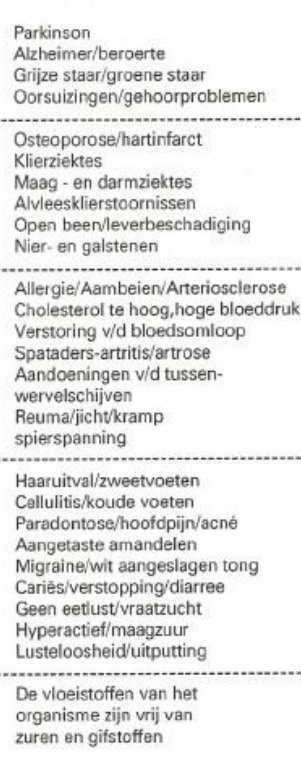 Parkinson
Alzheimer/beroerte
Grijze staar/groene staar
Oorsuizingen/gehoorproblemen
Osteoporose/hartinfarct
Klierziektes
Maag - en darmziektes
Alvleesklierstoornissen
Open been/leverbeschadiging
Nier- en galstenen
Allergie/Aambeien/Arteriosclerose
Cholesterol te hoog,hoge bloeddruk
Verstoring v/d bloedsomloop
Spataders-artritis/artrose
Aandoeningen v/d tussen-
wervelschijven
Reuma/jicht/kramp
spierspanning
Haaruitval/zweetvoeten
Cellulitis/koude voeten
Paradontose/hoofdpijn/acné
Aangetaste amandelen
Migraine/wit aangeslagen tong
Cariës/verstopping/diarree
Geen eetlust/vraatzucht
Hyperactief/maagzuur
Lusteloosheid/uitputting
De vloeistoffen van het
organisme zijn vrij van
zuren en gifstoffen